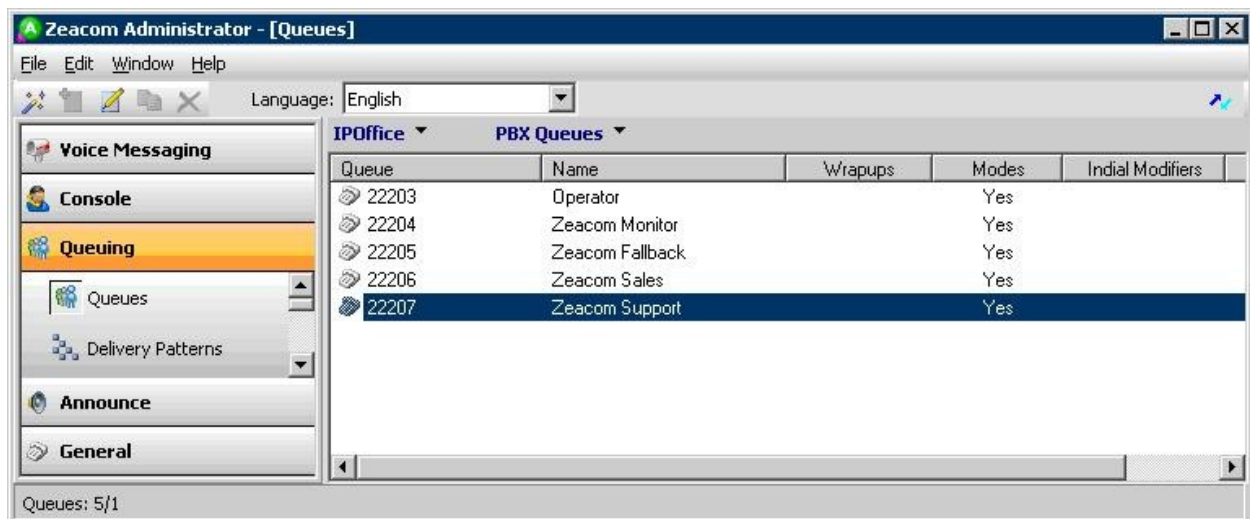 Zeacom Administrator - [Queues]
File Edit Window Help
Language: English
Voice Messaging
Console
Queuing
Queues
Delivery Patterns
Announce
General
IPOffice PBX Queues
Queue Name Wrapups Modes Indial Modifiers
22203 Operator Yes
22204 Zeacom Monitor Yes
22205 Zeacom Fallback Yes
22206 Zeacom Sales Yes
22207 Zeacom Support Yes
Queues: 5/1